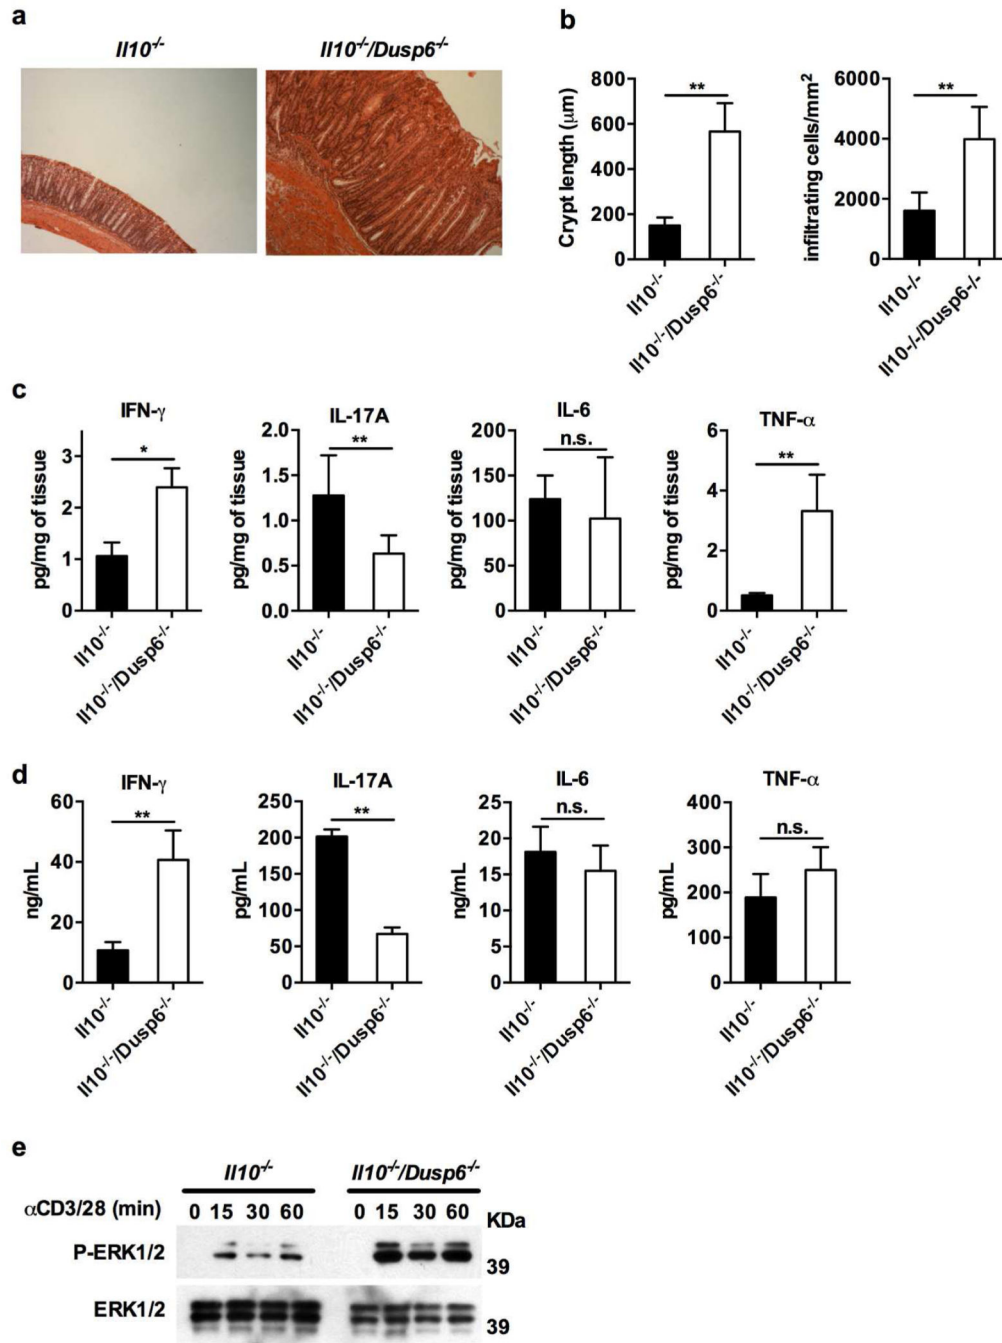 a
Il10-/-
Il10-/-/Dusp6-/-
b
800
600
400
200
0
Crypt length (μm)
**
Il10-/-
Il10-/-/Dusp6-/-
6000
4000
2000
0
infiltrating cells/mm2
**
Il10-/-
Il10-/-/Dusp6-/-
c
IFN-γ
3
2
1
0
pg/mg of tissue
*
Il10-/-
Il10-/-/Dusp6-/-
IL-17A
2.0
1.5
1.0
0.5
0.0
pg/mg of tissue
**
Il10-/-
Il10-/-/Dusp6-/-
IL-6
200
150
100
50
0
pg/mg of tissue
n.s.
Il10-/-
Il10-/-/Dusp6-/-
TNF-α
6
4
2
0
pg/mg of tissue
**
Il10-/-
Il10-/-/Dusp6-/-
d
IFN-γ
60
40
20
0
ng/mL
**
Il10-/-
Il10-/-/Dusp6-/-
IL-17A
250
200
150
100
50
0
pg/mL
**
Il10-/-
Il10-/-/Dusp6-/-
IL-6
25
20
15
10
5
0
ng/mL
n.s.
Il10-/-
Il10-/-/Dusp6-/-
TNF-α
400
300
200
100
0
pg/mL
n.s.
Il10-/-
Il10-/-/Dusp6-/-
e
Il10-/- Il10-/-/Dusp6-/-
αCD3/28 (min) 0 15 30 60 0 15 30 60 KDa
P-ERK1/2 39
ERK1/2 39